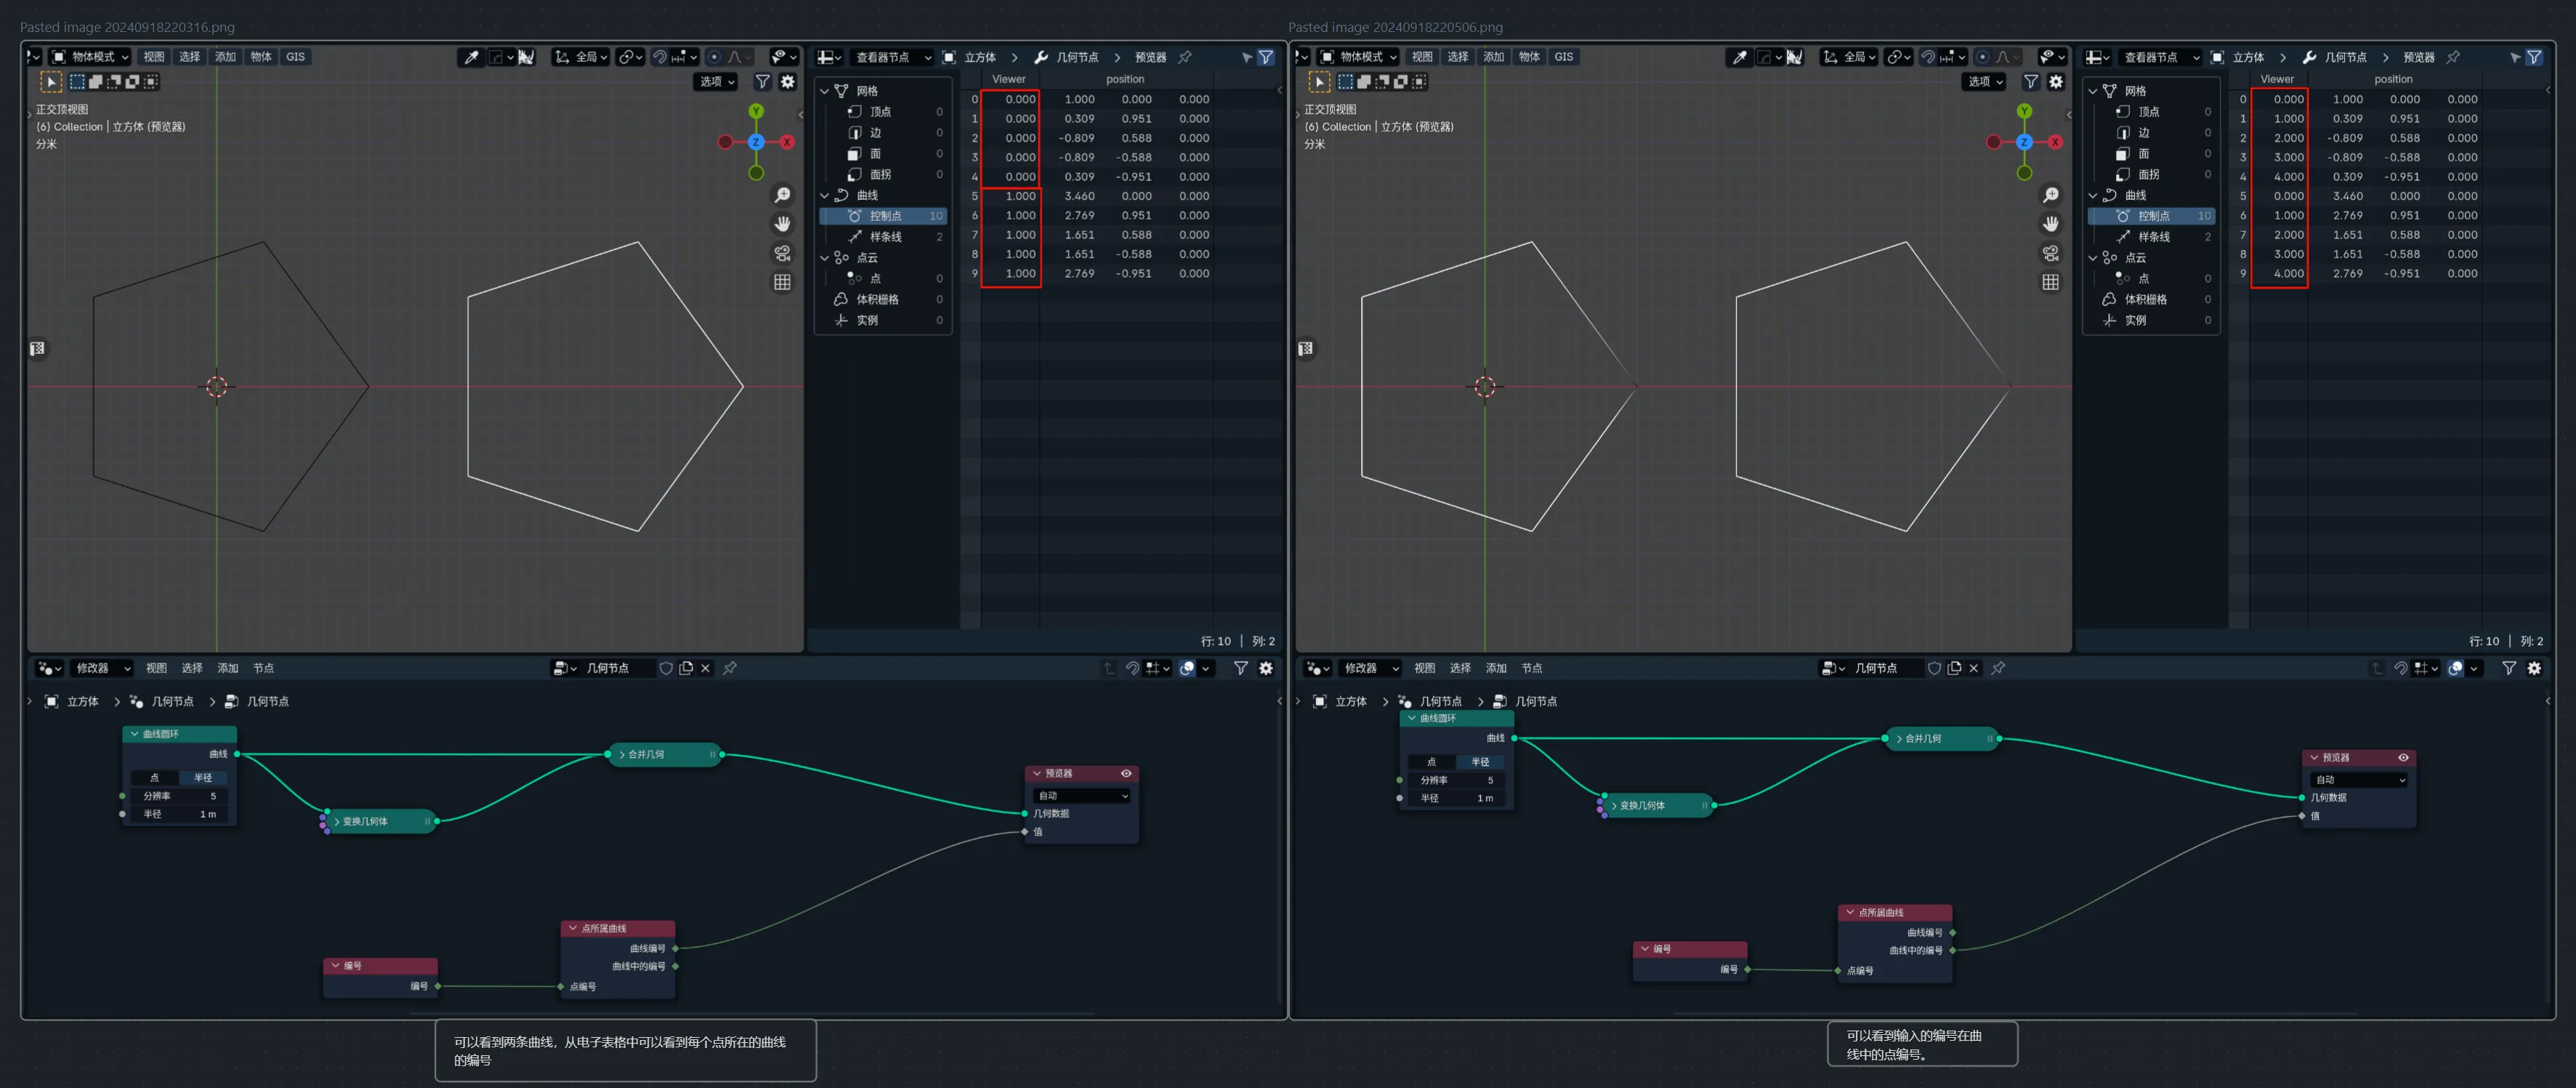 Pasted image 20240918220316.png
物体模式 视图 选择 添加 物体 GIS 全局
选项
正交顶视图
(6) Collection | 立方体 (预览器)
分米
Y
Z X
查看器节点 立方体 几何节点 预览器
网格
顶点 0
边 0
面 0
面拐 0
曲线
控制点 10
样条线 2
点云
点 0
体积栅格 0
实例 0
Viewer position
0 0.000 1.000 0.000 0.000
1 0.000 0.309 0.951 0.000
2 0.000 -0.809 0.588 0.000
3 0.000 -0.809 -0.588 0.000
4 0.000 0.309 -0.951 0.000
5 1.000 3.460 0.000 0.000
6 1.000 2.769 0.951 0.000
7 1.000 1.651 0.588 0.000
8 1.000 1.651 -0.588 0.000
9 1.000 2.769 -0.951 0.000
行: 10 | 列: 2
修改器 视图 选择 添加 节点 几何节点
立方体 几何节点 几何节点
曲线圆环
曲线
点 半径
分辨率 5
半径 1 m
变换几何体
合并几何
预览器
自动
几何数据
值
点所属曲线
曲线编号
曲线中的编号
点编号
编号
编号
可以看到两条曲线，从电子表格中可以看到每个点所在的曲线
的编号
Pasted image 20240918220506.png
物体模式 视图 选择 添加 物体 GIS 全局
选项
正交顶视图
(6) Collection | 立方体 (预览器)
分米
Y
Z X
查看器节点 立方体 几何节点 预览器
网格
顶点 0
边 0
面 0
面拐 0
曲线
控制点 10
样条线 2
点云
点 0
体积栅格 0
实例 0
Viewer position
0 0.000 1.000 0.000 0.000
1 1.000 0.309 0.951 0.000
2 2.000 -0.809 0.588 0.000
3 3.000 -0.809 -0.588 0.000
4 4.000 0.309 -0.951 0.000
5 0.000 3.460 0.000 0.000
6 1.000 2.769 0.951 0.000
7 2.000 1.651 0.588 0.000
8 3.000 1.651 -0.588 0.000
9 4.000 2.769 -0.951 0.000
行: 10 | 列: 2
修改器 视图 选择 添加 节点 几何节点
立方体 几何节点 几何节点
曲线圆环
曲线
点 半径
分辨率 5
半径 1 m
变换几何体
合并几何
预览器
自动
几何数据
值
点所属曲线
曲线编号
曲线中的编号
点编号
编号
编号
可以看到输入的编号在曲
线中的点编号。